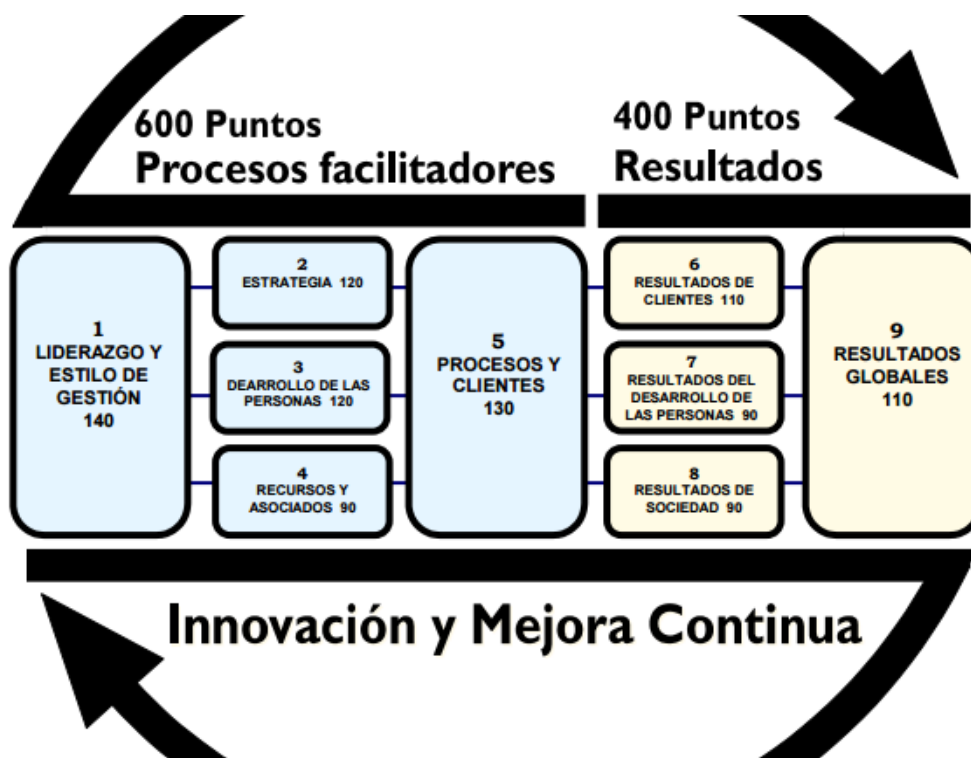 600 Puntos
Procesos facilitadores
400 Puntos
Resultados
1
LIDERAZGO Y
ESTILO DE
GESTIÓN
140
2
ESTRATEGIA 120
3
DEARROLLO DE LAS
PERSONAS 120
4
RECURSOS Y
ASOCIADOS 90
5
PROCESOS Y
CLIENTES
130
6
RESULTADOS DE
CLIENTES 110
7
RESULTADOS DEL
DESARROLLO DE
LAS PERSONAS 90
8
RESULTADOS DE
SOCIEDAD 90
9
RESULTADOS
GLOBALES
110
Innovación y Mejora Continua